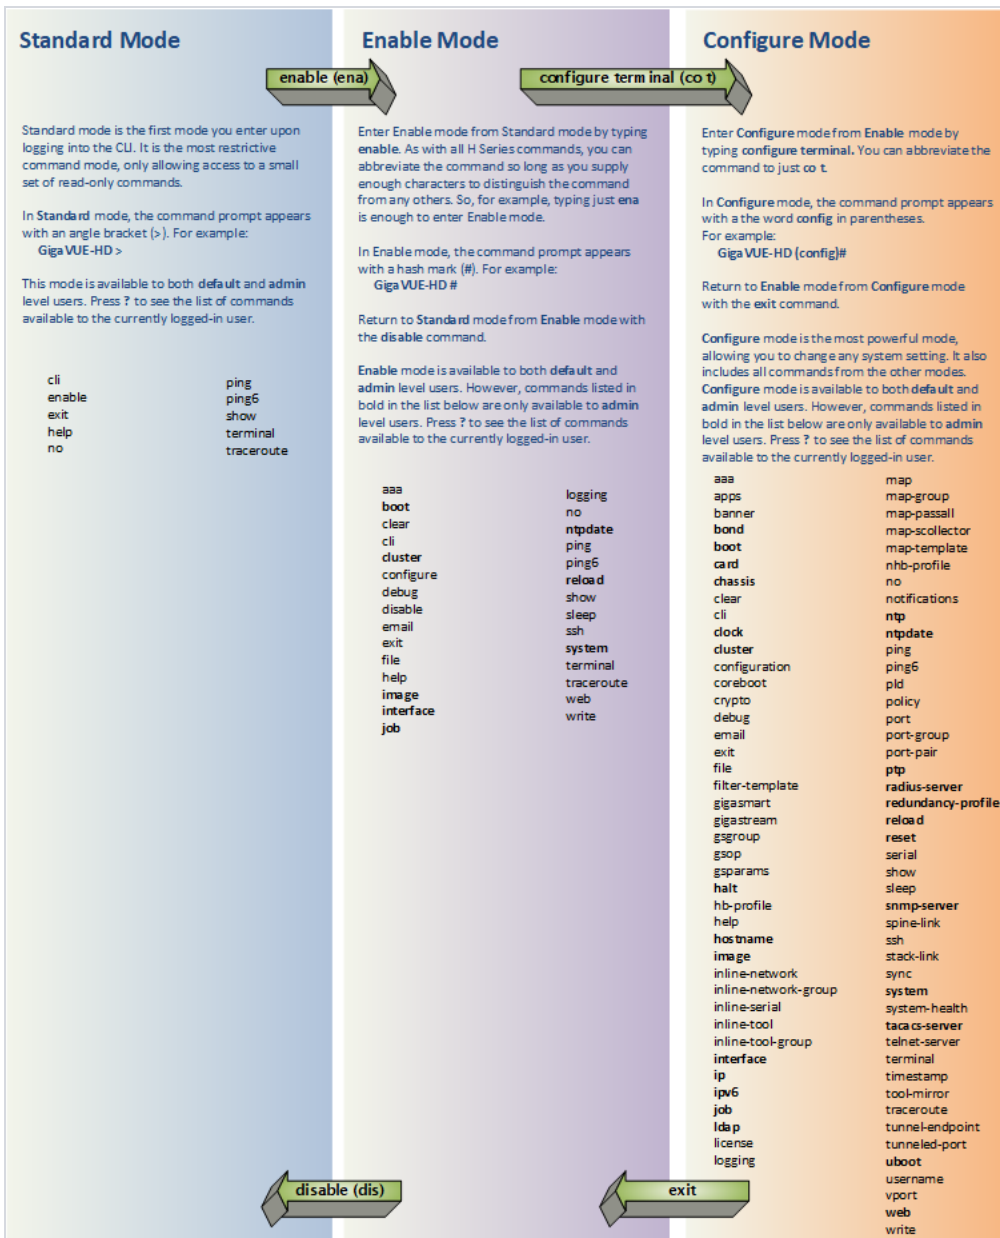 Standard Mode
enable (ena)
Standard mode is the first mode you enter upon
logging into the CLI. It is the most restrictive
command mode, only allowing access to a small
set of read-only commands.
In Standard mode, the command prompt appears
with an angle bracket (>). For example:
GigaVUE-HD >
This mode is available to both default and admin
level users. Press ? to see the list of commands
available to the currently logged-in user.
cli
enable
exit
help
no
ping
ping6
show
terminal
traceroute
Enable Mode
configure terminal (co t)
Enter Enable mode from Standard mode by typing
enable. As with all H Series commands, you can
abbreviate the command so long as you supply
enough characters to distinguish the command
from any others. So, for example, typing just ena
is enough to enter Enable mode.
In Enable mode, the command prompt appears
with a hash mark (#). For example:
GigaVUE-HD #
Return to Standard mode from Enable mode with
the disable command.
Enable mode is available to both default and
admin level users. However, commands listed in
bold in the list below are only available to admin
level users. Press ? to see the list of commands
available to the currently logged-in user.
aaa
boot
clear
cli
cluster
configure
debug
disable
email
exit
file
help
image
interface
job
logging
no
ntpdate
ping
ping6
reload
show
sleep
ssh
system
terminal
traceroute
web
write
disable (dis)
Configure Mode
Enter Configure mode from Enable mode by
typing configure terminal. You can abbreviate the
command to just co t.
In Configure mode, the command prompt appears
with a the word config in parentheses.
For example:
GigaVUE-HD (config)#
Return to Enable mode from Configure mode
with the exit command.
Configure mode is the most powerful mode,
allowing you to change any system setting. It also
includes all commands from the other modes.
Configure mode is available to both default and
admin level users. However, commands listed in
bold in the list below are only available to admin
level users. Press ? to see the list of commands
available to the currently logged-in user.
aaa
apps
banner
bond
boot
card
chassis
clear
cli
clock
cluster
configuration
coreboot
crypto
debug
email
exit
file
filter-template
gigasmart
gigastream
gsgroup
gsop
gsparams
halt
hb-profile
help
hostname
image
inline-network
inline-network-group
inline-serial
inline-tool
inline-tool-group
interface
ip
ipv6
job
ldap
license
logging
map
map-group
map-passall
map-scollector
map-template
nhb-profile
no
notifications
ntp
ntpdate
ping
ping6
pld
policy
port
port-group
port-pair
ptp
radius-server
redundancy-profile
reload
reset
serial
show
sleep
snmp-server
spine-link
ssh
stack-link
sync
system
system-health
tacacs-server
telnet-server
terminal
timestamp
tool-mirror
traceroute
tunnel-endpoint
tunneled-port
uboot
username
vport
web
write
exit